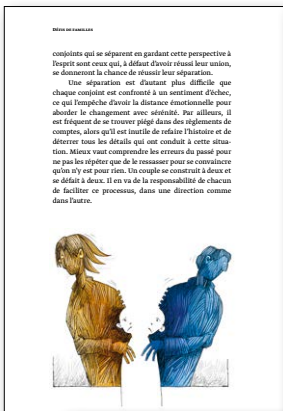 Défis de familles
conjoints qui se séparent en gardant cette perspective à
l'esprit sont ceux qui, à défaut d'avoir réussi leur union,
se donneront la chance de réussir leur séparation.
Une séparation est d'autant plus difficile que
chaque conjoint est confronté à un sentiment d'échec,
ce qui l'empêche d'avoir la distance émotionnelle pour
aborder le changement avec sérénité. Par ailleurs, il
est fréquent de se trouver piégé dans des règlements de
comptes, alors qu'il est inutile de refaire l'histoire et de
déterrer tous les détails qui ont conduit à cette situa-
tion. Mieux vaut comprendre les erreurs du passé pour
ne pas les répéter que de le ressasser pour se convaincre
qu'on n'y est pour rien. Un couple se construit à deux et
se défait à deux. Il en va de la responsabilité de chacun
de faciliter ce processus, dans une direction comme
dans l'autre.